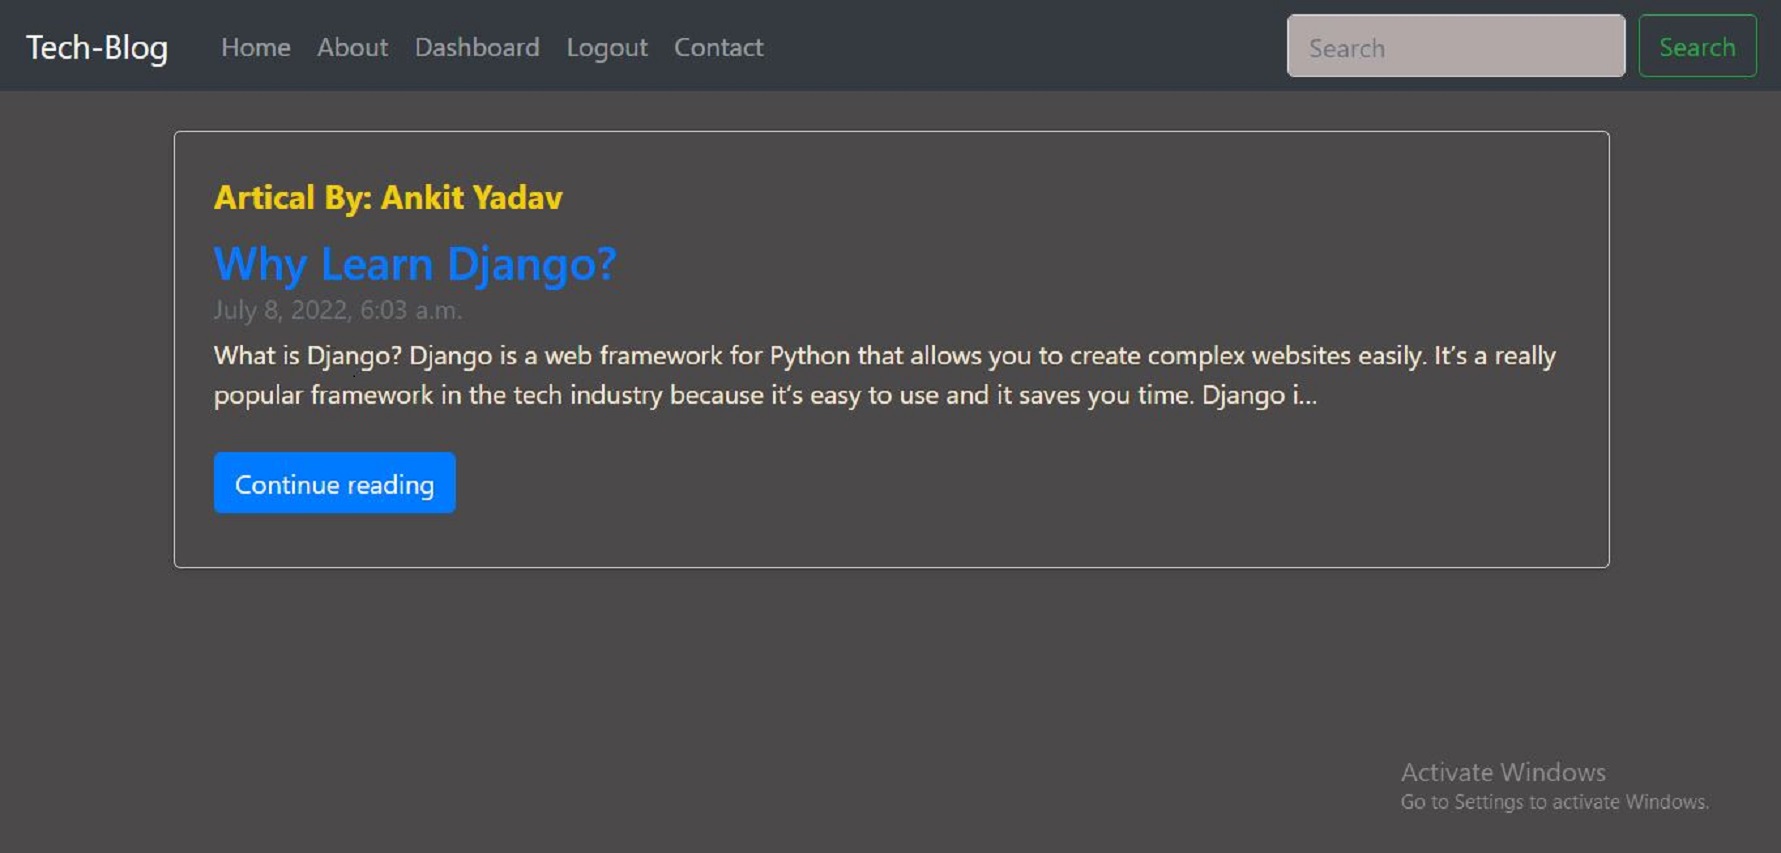 Tech-Blog Home About Dashboard Logout Contact Search Search
Artical By: Ankit Yadav
Why Learn Django?
July 8, 2022, 6:03 a.m.
What is Django? Django is a web framework for Python that allows you to create complex websites easily. It’s a really
popular framework in the tech industry because it’s easy to use and it saves you time. Django i...
Continue reading
Activate Windows
Go to Settings to activate Windows.